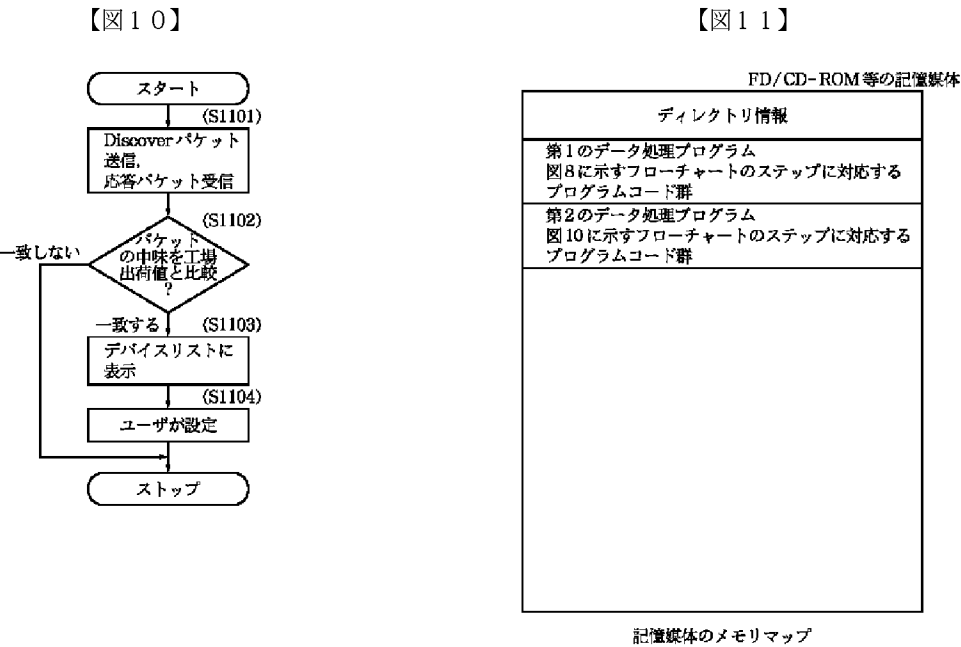 【図１０】
スタート
(S1101)
Discoverパケット
送信,
応答パケット受信
(S1102)
パケット
の中味を工場
出荷値と比較
?
一致しない
一致する
(S1103)
デバイスリストに
表示
(S1104)
ユーザが設定
ストップ
【図１１】
FD/CD-ROM等の記憶媒体
ディレクトリ情報
第1のデータ処理プログラム
図8に示すフローチャートのステップに対応する
プログラムコード群
第2のデータ処理プログラム
図10に示すフローチャートのステップに対応する
プログラムコード群
記憶媒体のメモリマップ